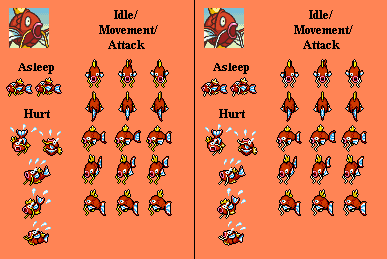 Idle/
Movement/
Attack
Asleep
Hurt
Idle/
Movement/
Attack
Asleep
Hurt